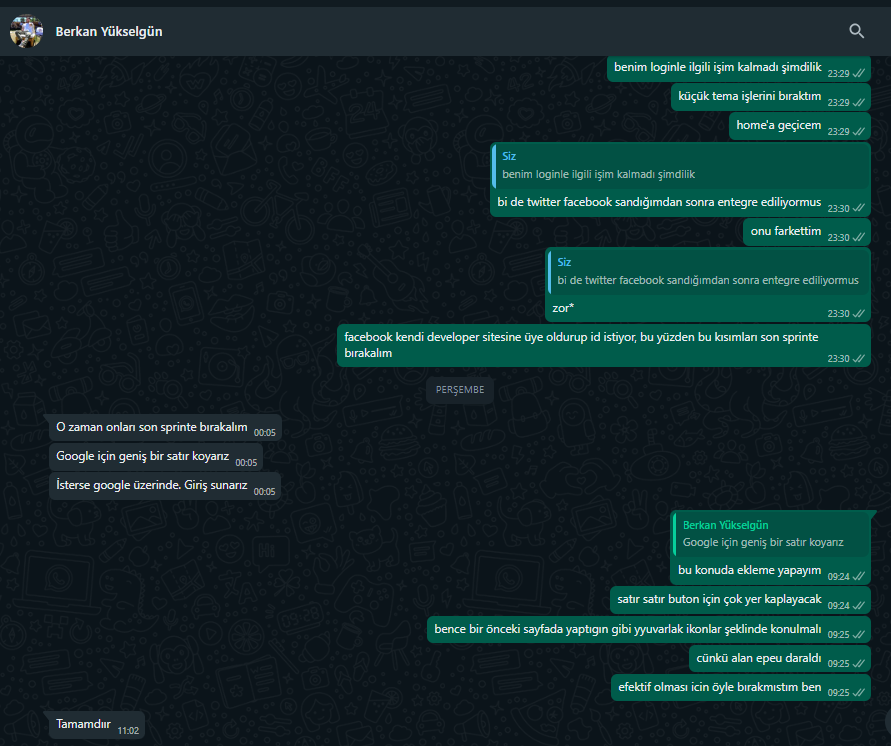 Berkan Yükselgün
benim loginle ilgili işim kalmadı şimdilik 23:29
küçük tema işlerini bıraktım 23:29
home'a geçicem 23:29
Siz
benim loginle ilgili işim kalmadı şimdilik
bi de twitter facebook sandığımdan sonra entegre ediliyormus 23:30
onu farkettim 23:30
Siz
bi de twitter facebook sandığımdan sonra entegre ediliyormus
zor* 23:30
facebook kendi developer sitesine üye oldurup id istiyor, bu yüzden bu kısımları son sprinte
bırakalım 23:30
PERŞEMBE
O zaman onları son sprinte bırakalım 00:05
Google için geniş bir satır koyarız 00:05
İsterse google üzerinde. Giriş sunarız 00:05
Berkan Yükselgün
Google için geniş bir satır koyarız
bu konuda ekleme yapayım 09:24
satır satır buton için çok yer kaplayacak 09:24
bence bir önceki sayfada yaptıgın gibi yyuvarlak ikonlar şeklinde konulmalı 09:25
cünkü alan epeu daraldı 09:25
efektif olması icin öyle bırakmıstım ben 09:25
Tamamdıır 11:02